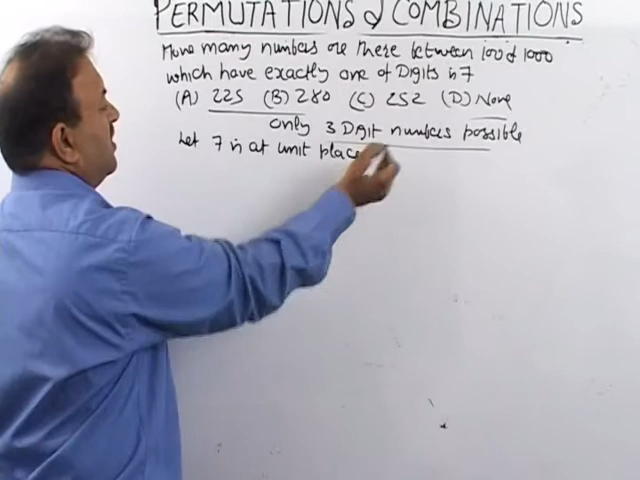 PERMUTATIONS & COMBINATIONS
How many numbers are there between 100 & 1000
which have exactly one of Digits is 7
(A) 225 (B) 280 (C) 252 (D) None
only 3 Digit numbers possible
Let 7 is at unit place